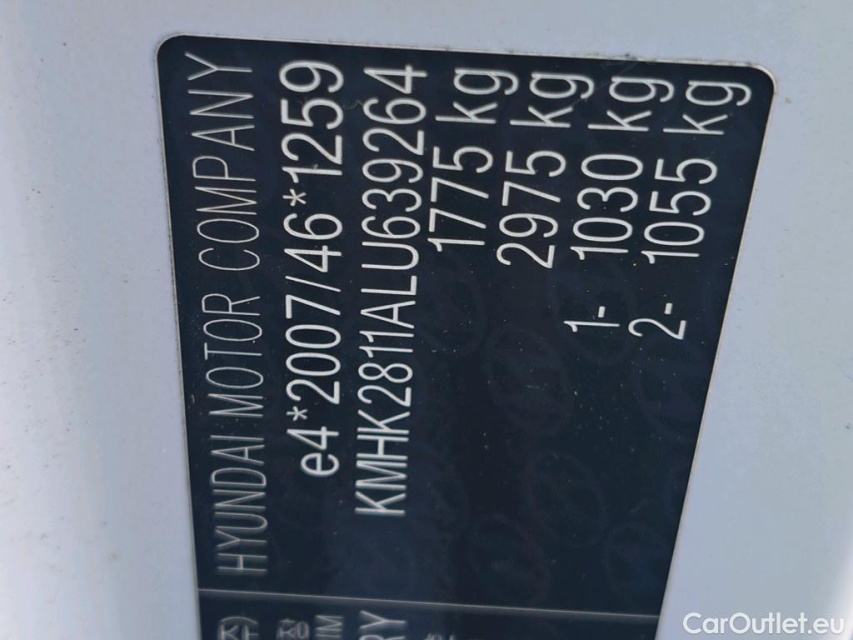 HYUNDAI MOTOR COMPANY
e4*2007/46*1259
KMHK2811ALU639264
1775 kg
2975 kg
1- 1030 kg
2- 1055 kg
CarOutlet.eu